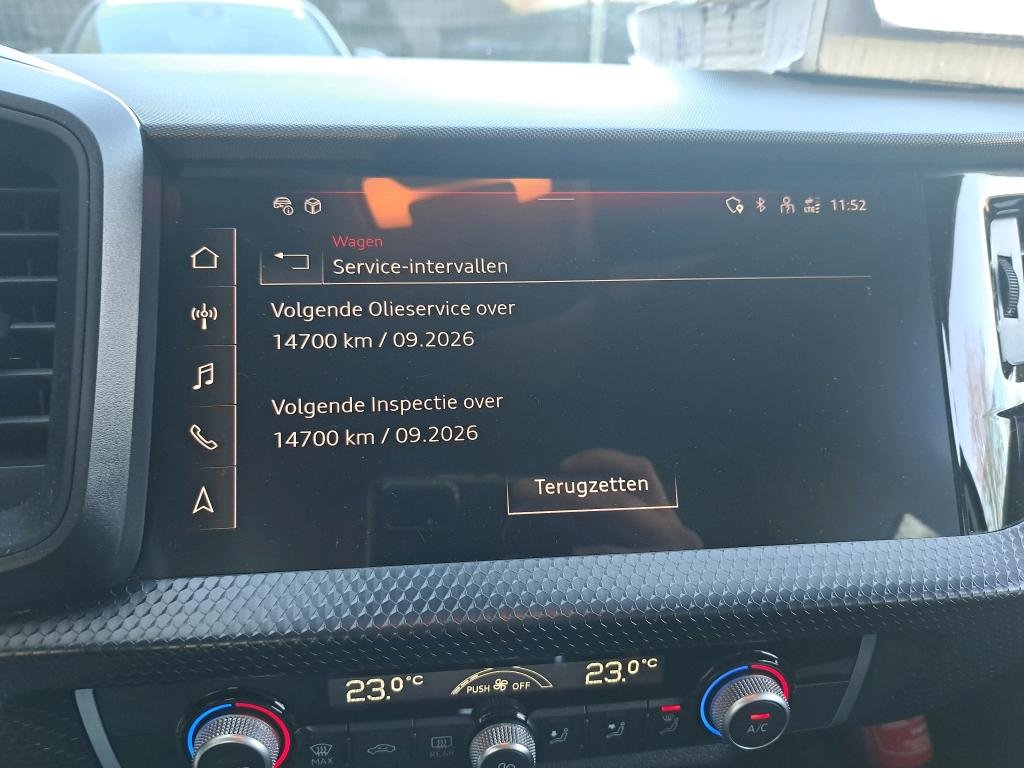 LTE 11:52
Wagen
Service-intervallen
Volgende Olieservice over
14700 km / 09.2026
Volgende Inspectie over
14700 km / 09.2026
Terugzetten
23.0°C PUSH OFF 23.0°C
MAX REAR A/C